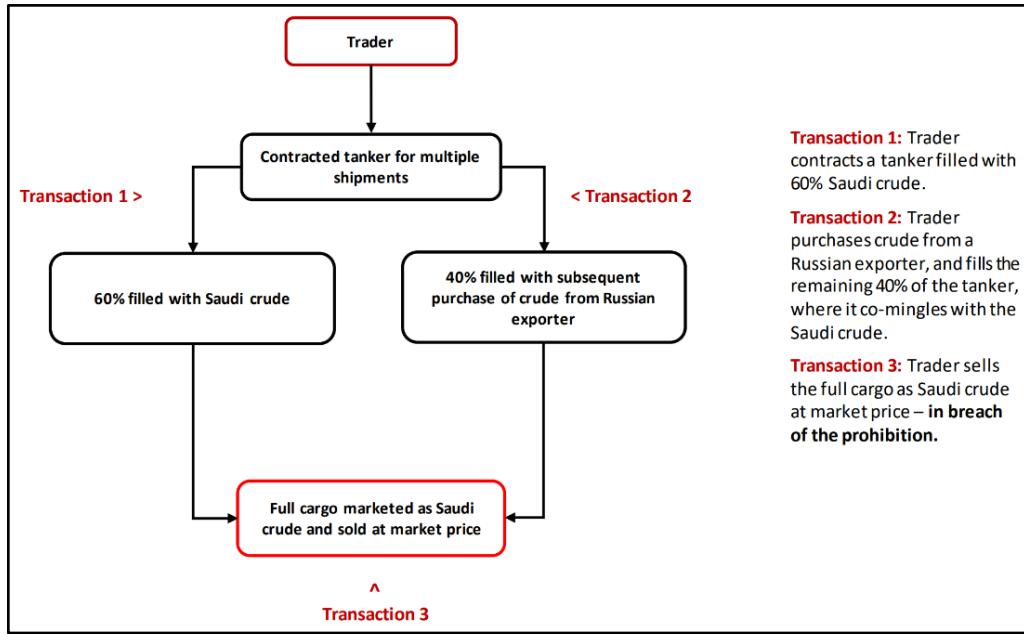 Trader
Contracted tanker for multiple
shipments
Transaction 1 >
< Transaction 2
60% filled with Saudi crude
40% filled with subsequent
purchase of crude from Russian
exporter
Full cargo marketed as Saudi
crude and sold at market price
^
Transaction 3
Transaction 1: Trader
contracts a tanker filled with
60% Saudi crude.
Transaction 2: Trader
purchases crude from a
Russian exporter, and fills the
remaining 40% of the tanker,
where it co-mingles with the
Saudi crude.
Transaction 3: Trader sells
the full cargo as Saudi crude
at market price – in breach
of the prohibition.